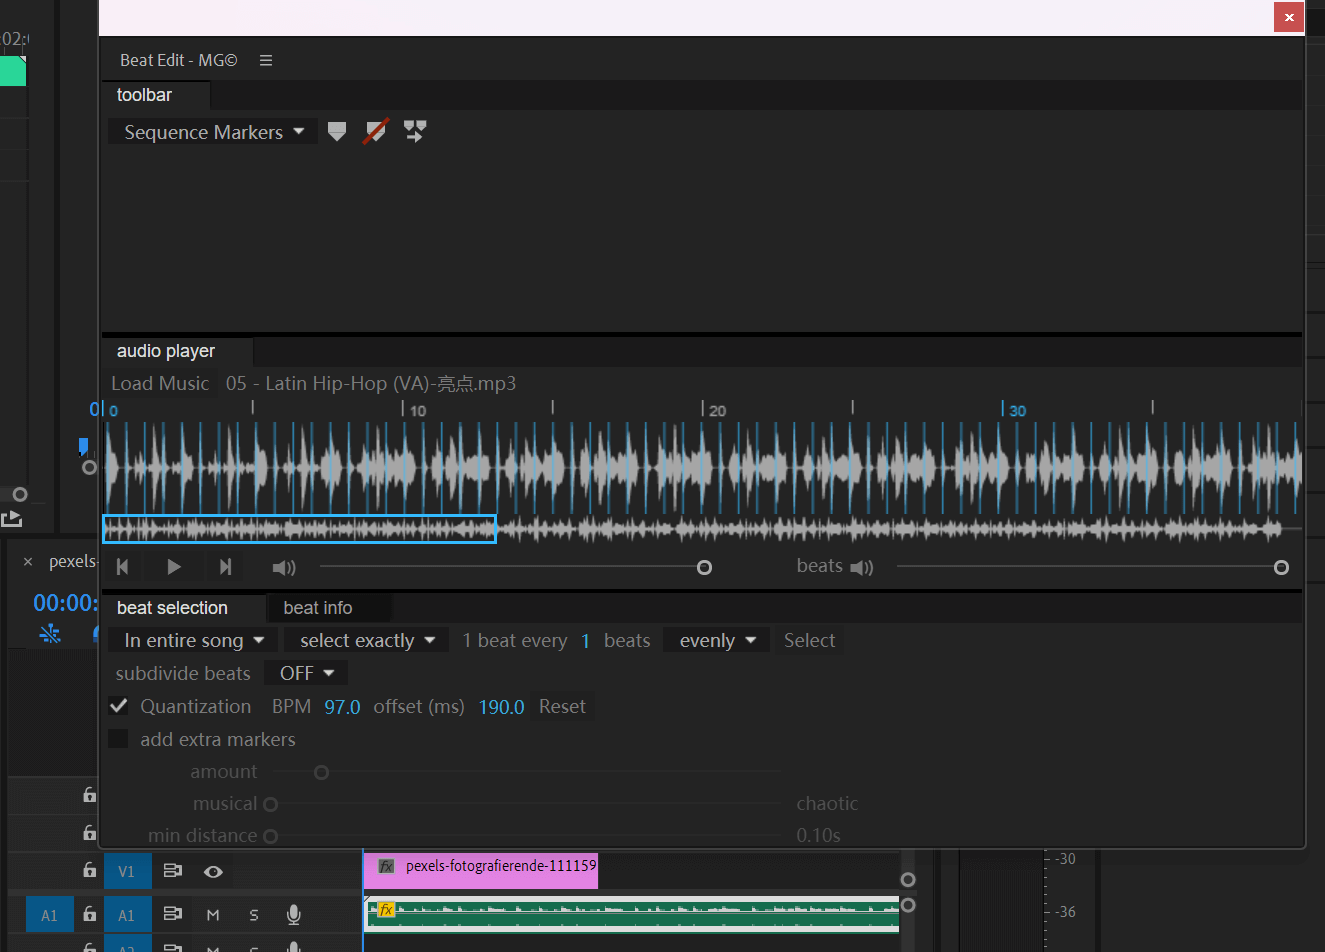 :02:
Beat Edit - MG©
toolbar
Sequence Markers
audio player
Load Music 05 - Latin Hip-Hop (VA)-亮点.mp3
0 10 20 30
beats
× pexels-
beat selection beat info
00:00:
In entire song select exactly 1 beat every 1 beats evenly Select
subdivide beats OFF
Quantization BPM 97.0 offset (ms) 190.0 Reset
add extra markers
amount
musical chaotic
min distance 0.10s
V1 fx pexels-fotografierende-111159 -30
A1 A1 M S fx -36
A2 M S